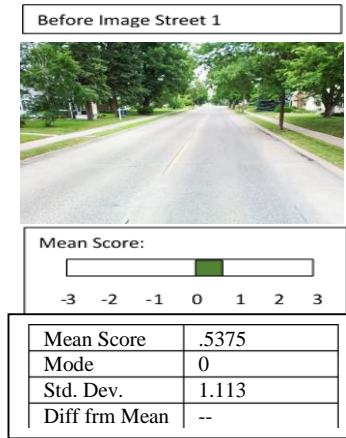 Before Image Street 1
Mean Score:
-3 -2 -1 0 1 2 3
Mean Score .5375
Mode 0
Std. Dev. 1.113
Diff frm Mean --